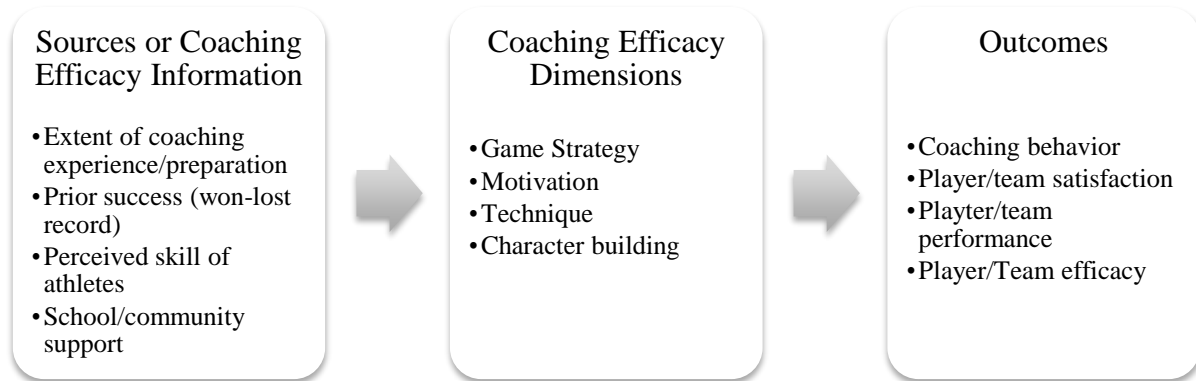 Sources or Coaching
Efficacy Information
•Extent of coaching
experience/preparation
•Prior success (won-lost
record)
•Perceived skill of
athletes
•School/community
support
Coaching Efficacy
Dimensions
•Game Strategy
•Motivation
•Technique
•Character building
Outcomes
•Coaching behavior
•Player/team satisfaction
•Playter/team
performance
•Player/Team efficacy